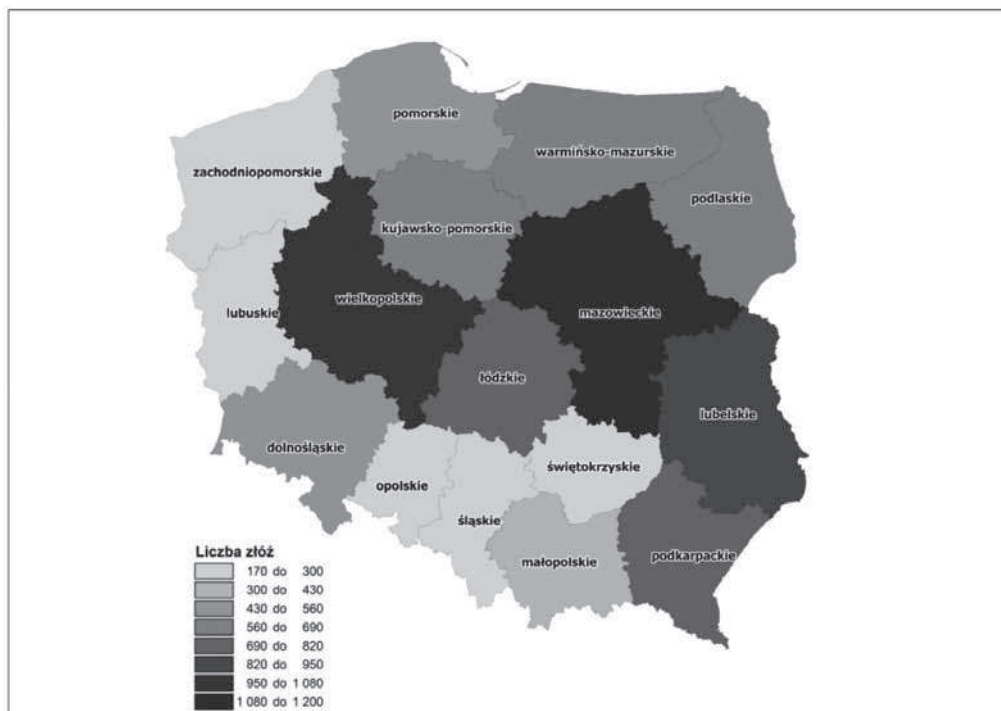 pomorskie
warmińsko-mazurskie
zachodniopomorskie
podlaskie
kujawsko-pomorskie
wielkopolskie
mazowieckie
lubuskie
łódzkie
lubelskie
dolnośląskie
świętokrzyskie
opolskie
śląskie
podkarpackie
małopolskie
Liczba złóż
170 do 300
300 do 430
430 do 560
560 do 690
690 do 820
820 do 950
950 do 1 080
1 080 do 1 200